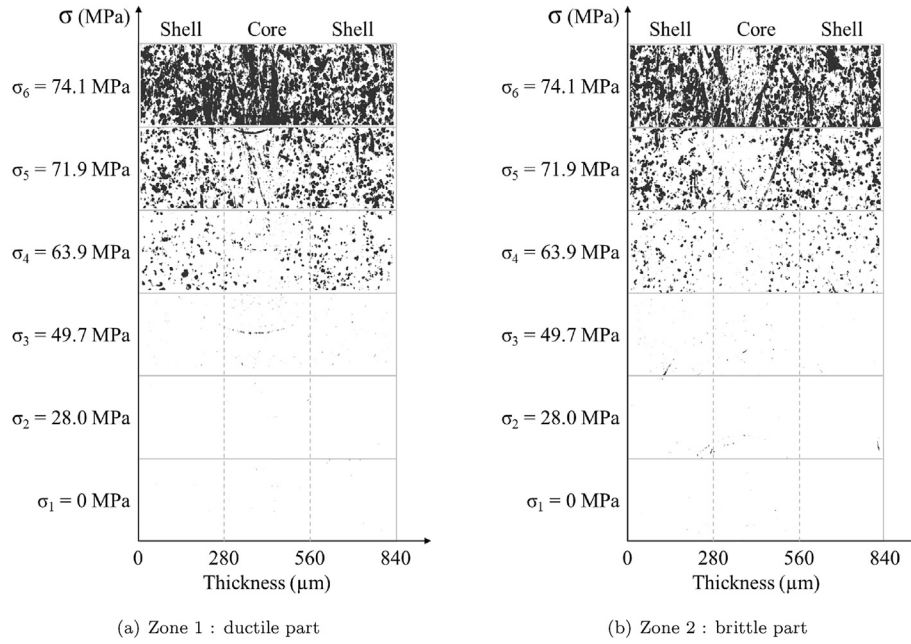 σ (MPa)
Shell Core Shell
σ6 = 74.1 MPa
σ5 = 71.9 MPa
σ4 = 63.9 MPa
σ3 = 49.7 MPa
σ2 = 28.0 MPa
σ1 = 0 MPa
0 280 560 840
Thickness (µm)
(a) Zone 1 : ductile part
σ (MPa)
Shell Core Shell
σ6 = 74.1 MPa
σ5 = 71.9 MPa
σ4 = 63.9 MPa
σ3 = 49.7 MPa
σ2 = 28.0 MPa
σ1 = 0 MPa
0 280 560 840
Thickness (µm)
(b) Zone 2 : brittle part